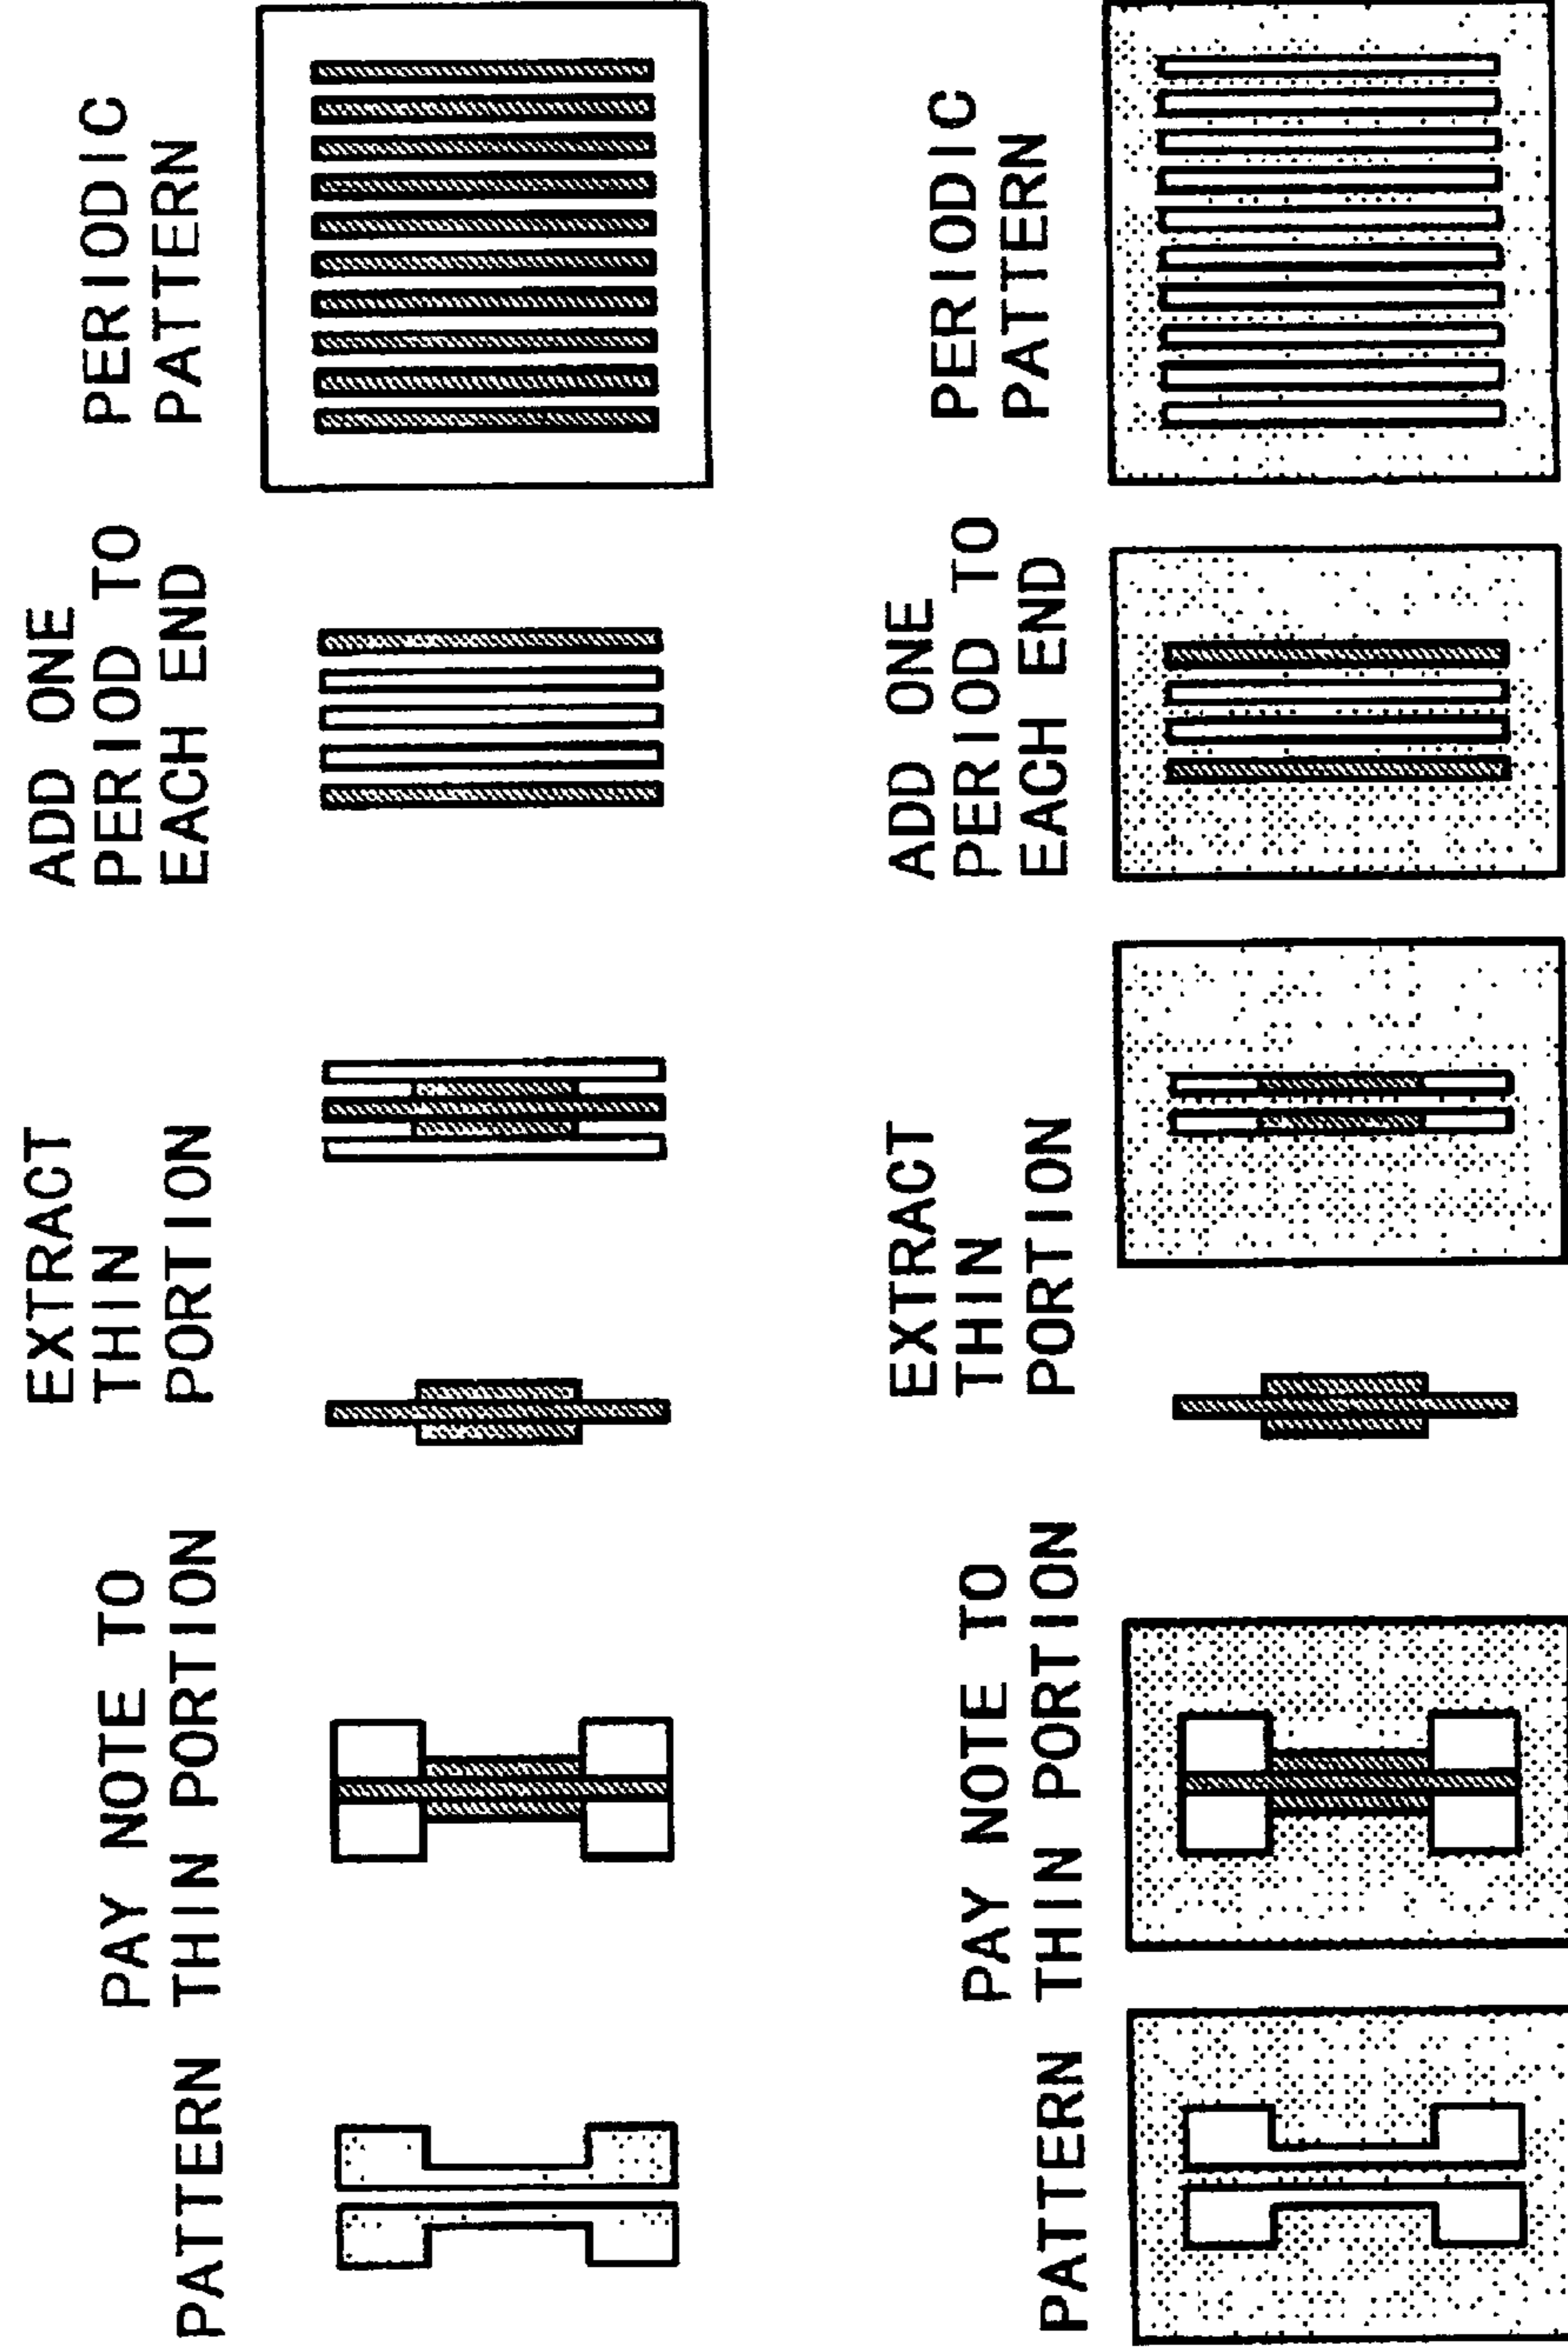 PATTERN
PAY NOTE TO
THIN PORTION
EXTRACT
THIN
PORTION
ADD ONE
PERIOD TO
EACH END
PERIODIC
PATTERN
PATTERN
PAY NOTE TO
THIN PORTION
EXTRACT
THIN
PORTION
ADD ONE
PERIOD TO
EACH END
PERIODIC
PATTERN